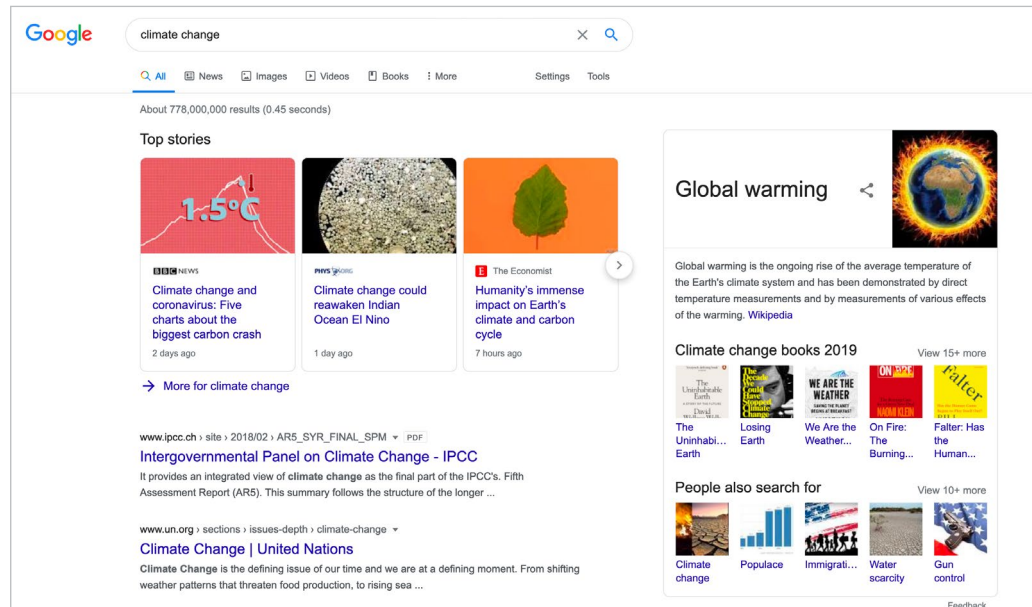 Google
climate change
All News Images Videos Books More Settings Tools
About 778,000,000 results (0.45 seconds)
Top stories
1.5°C
BBC NEWS
Climate change and
coronavirus: Five
charts about the
biggest carbon crash
2 days ago
PHYS ORG
Climate change could
reawaken Indian
Ocean El Nino
1 day ago
E The Economist
Humanity's immense
impact on Earth's
climate and carbon
cycle
7 hours ago
More for climate change
www.ipcc.ch › site › 2018/02 › AR5_SYR_FINAL_SPM PDF
Intergovernmental Panel on Climate Change - IPCC
It provides an integrated view of climate change as the final part of the IPCC's. Fifth
Assessment Report (AR5). This summary follows the structure of the longer ...
www.un.org › sections › issues-depth › climate-change
Climate Change | United Nations
Climate Change is the defining issue of our time and we are at a defining moment. From shifting
weather patterns that threaten food production, to rising sea ...
Global warming
Global warming is the ongoing rise of the average temperature of
the Earth's climate system and has been demonstrated by direct
temperature measurements and by measurements of various effects
of the warming. Wikipedia
Climate change books 2019 View 15+ more
The
Uninhabitable
Earth
David
The
Decade
We Could
Have
Stopped
Climate
Change
WE ARE THE
WEATHER
SAVING THE PLANET
BEGINS AT BREAKFAST
ON FIRE
NAOMI KLEIN
Falter
The
Uninhabi...
Earth
Losing
Earth
We Are the
Weather...
On Fire:
The
Burning...
Falter: Has
the
Human...
People also search for View 10+ more
Climate
change
Populace
Immigrati...
Water
scarcity
Gun
control
Feedback